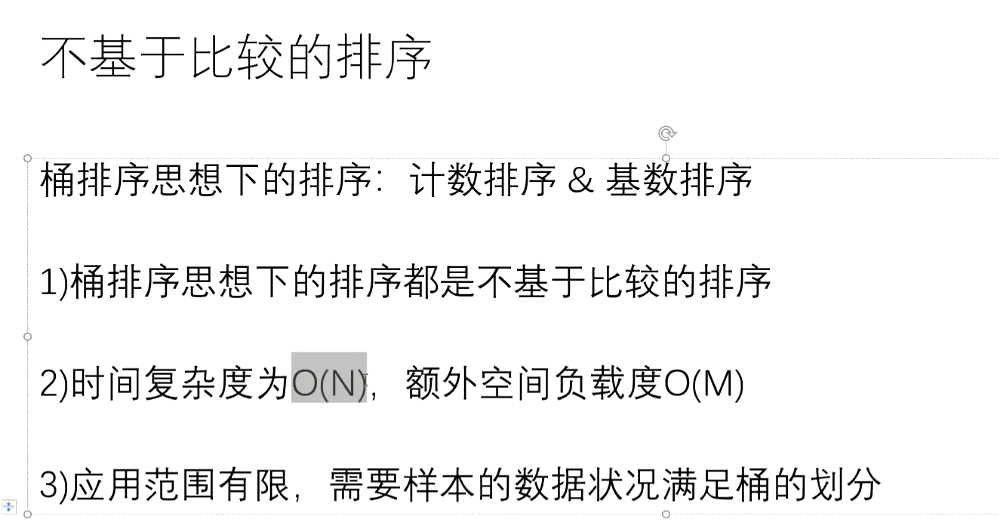 不基于比较的排序
桶排序思想下的排序：计数排序 & 基数排序
1)桶排序思想下的排序都是不基于比较的排序
2)时间复杂度为O(N)，额外空间负载度O(M)
3)应用范围有限，需要样本的数据状况满足桶的划分